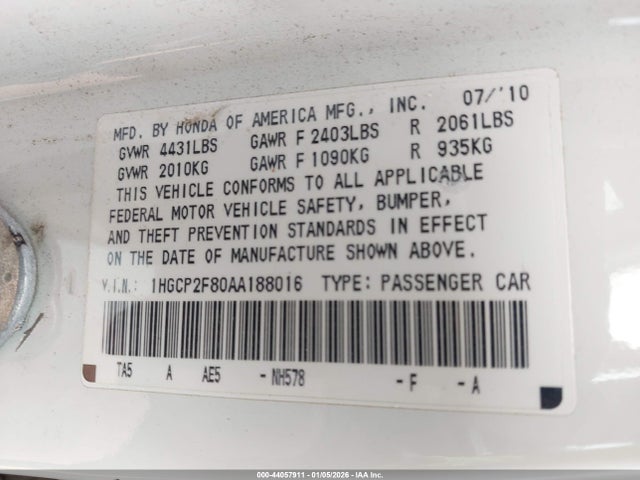 MFD. BY HONDA OF AMERICA MFG., INC. 07/'10
GVWR 4431LBS GAWR F 2403LBS R 2061LBS
GVWR 2010KG GAWR F 1090KG R 935KG
THIS VEHICLE CONFORMS TO ALL APPLICABLE
FEDERAL MOTOR VEHICLE SAFETY, BUMPER,
AND THEFT PREVENTION STANDARDS IN EFFECT
ON THE DATE OF MANUFACTURE SHOWN ABOVE.
V.I.N.: 1HGCP2F80AA188016 TYPE: PASSENGER CAR
TA5 A AE5 - NH578 - F - A
000-44057911 - 01/05/2026 - IAA Inc.